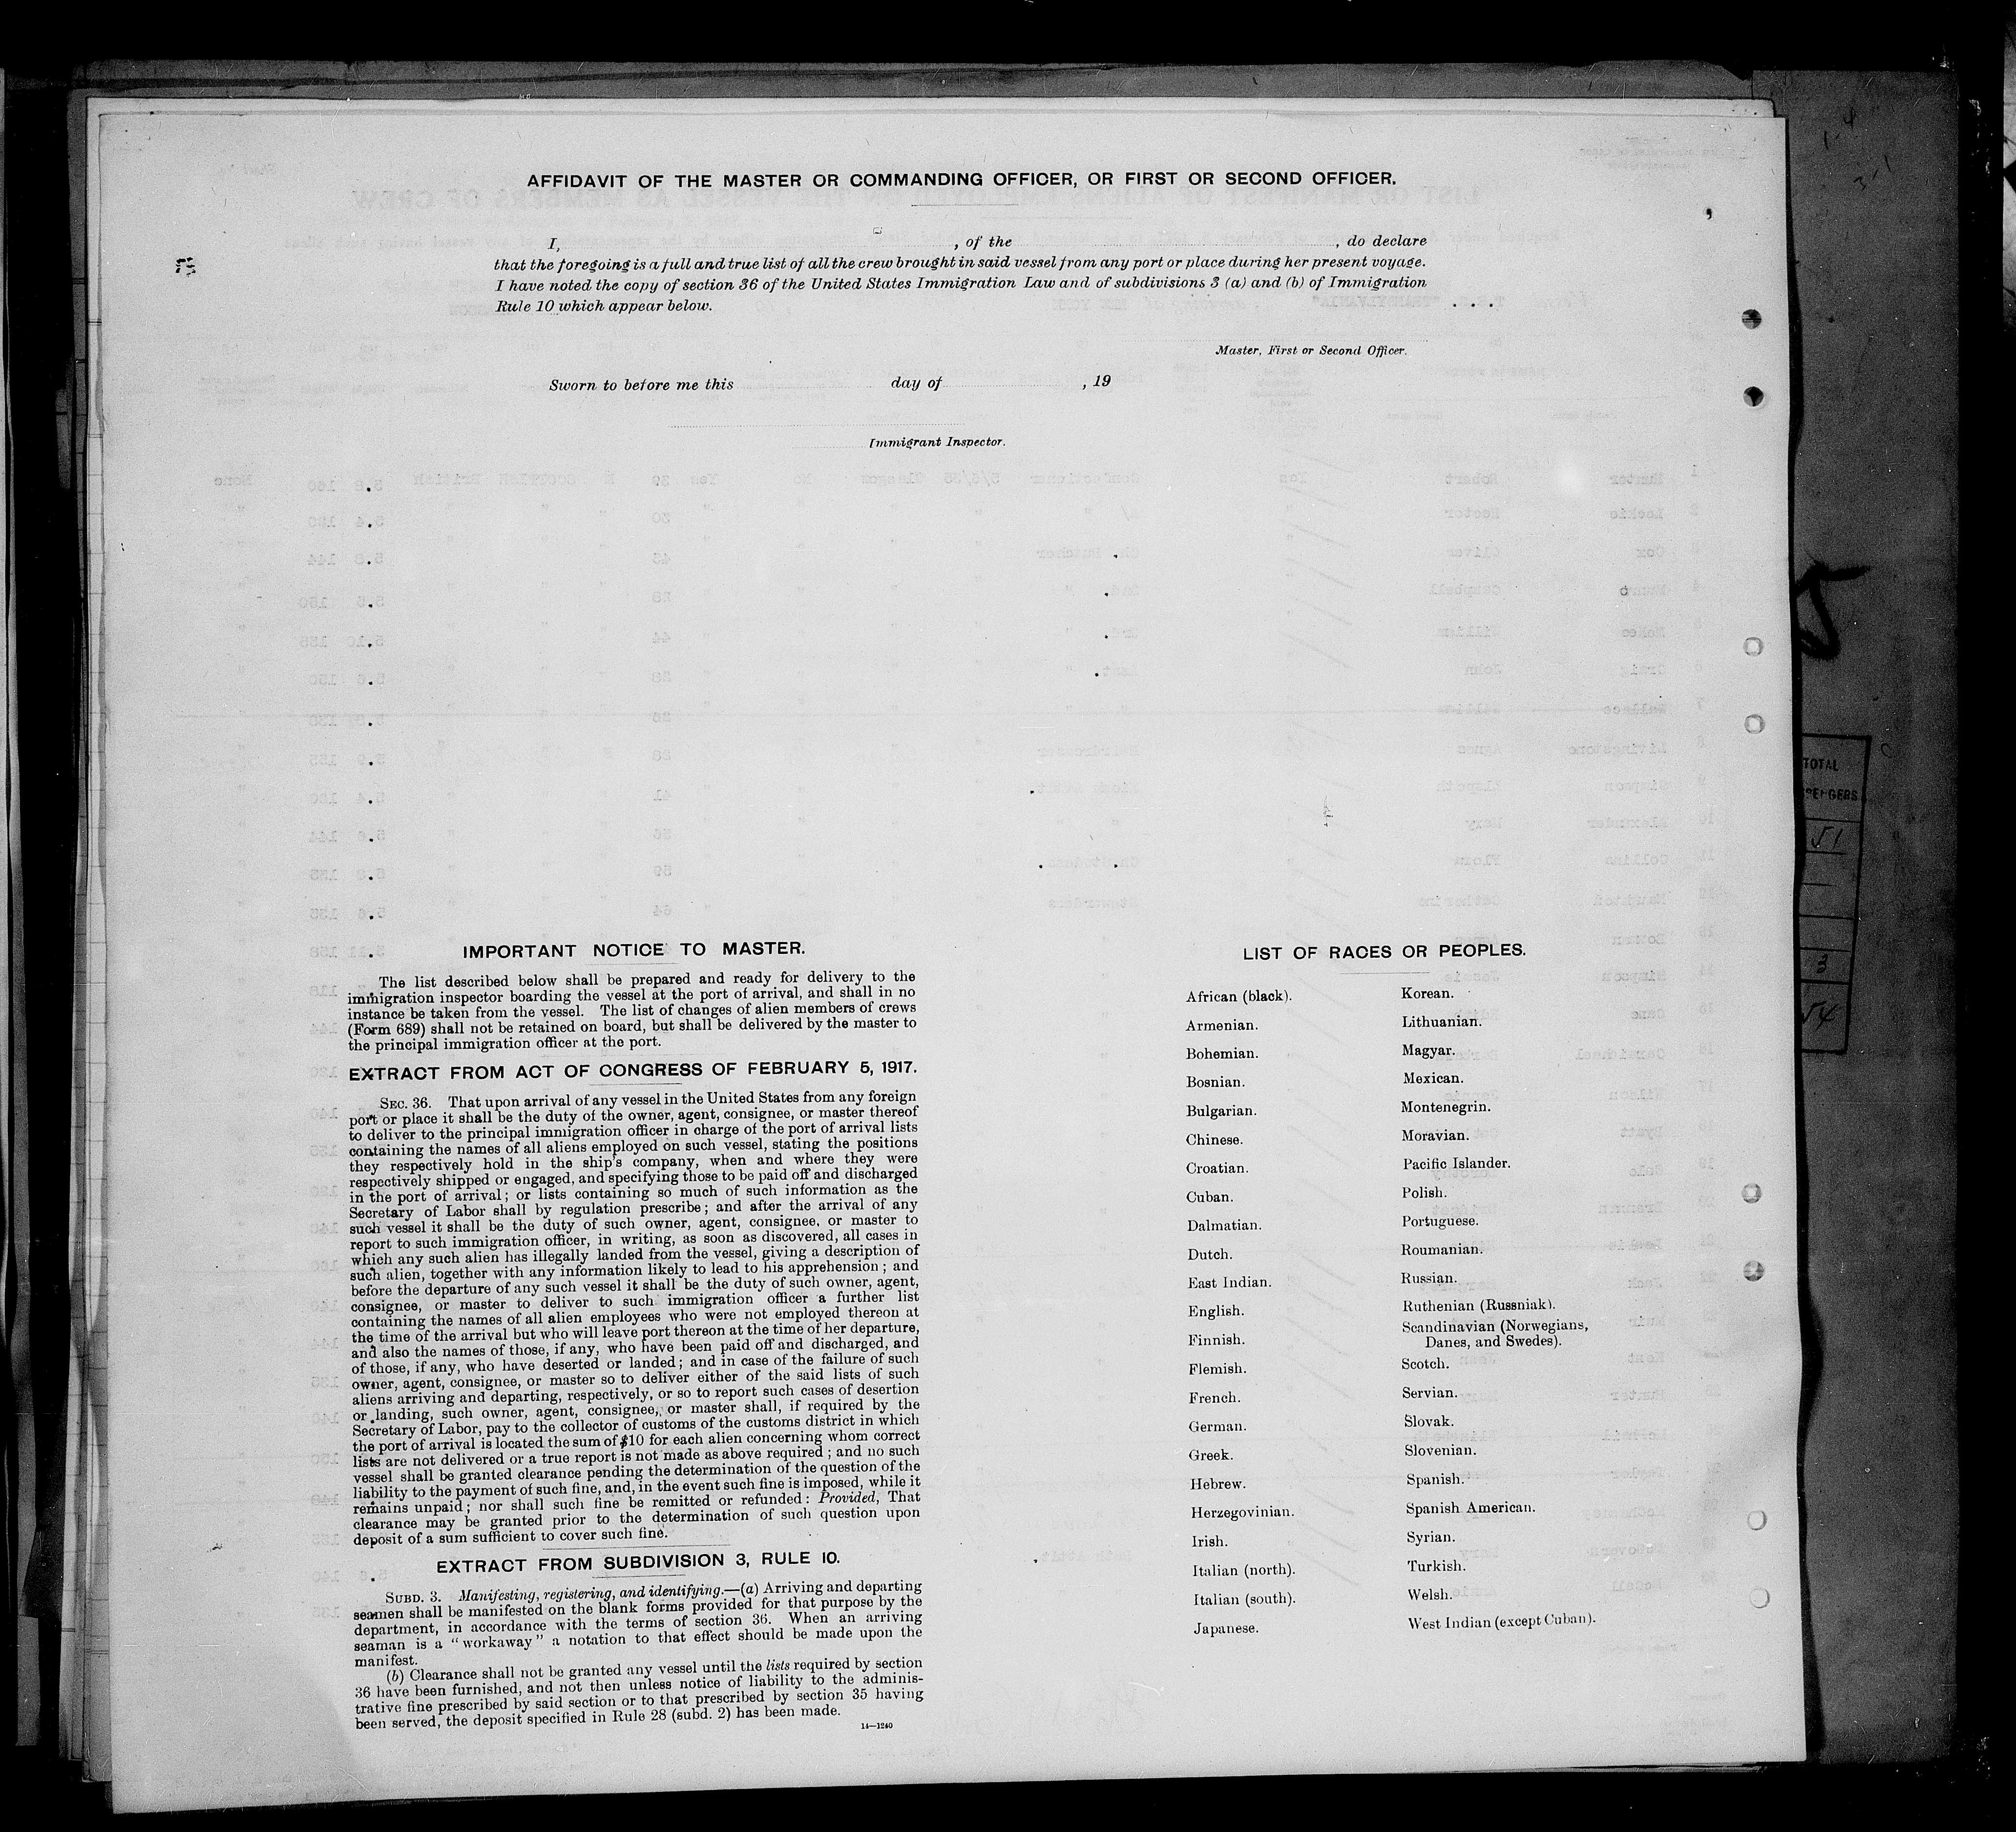 AFFIDAVIT OF THE MASTER OR COMMANDING OFFICER, OR FIRST OR SECOND OFFICER.
I, , of the , do declare
that the foregoing is a full and true list of all the crew brought in said vessel from any port or place during her present voyage.
I have noted the copy of section 36 of the United States Immigration Law and of subdivisions 3 (a) and (b) of Immigration
Rule 10 which appear below.
Master, First or Second Officer.
Sworn to before me this day of , 19
Immigrant Inspector.
IMPORTANT NOTICE TO MASTER.
The list described below shall be prepared and ready for delivery to the
immigration inspector boarding the vessel at the port of arrival, and shall in no
instance be taken from the vessel. The list of changes of alien members of crews
(Form 689) shall not be retained on board, but shall be delivered by the master to
the principal immigration officer at the port.
EXTRACT FROM ACT OF CONGRESS OF FEBRUARY 5, 1917.
SEC. 36. That upon arrival of any vessel in the United States from any foreign
port or place it shall be the duty of the owner, agent, consignee, or master thereof
to deliver to the principal immigration officer in charge of the port of arrival lists
containing the names of all aliens employed on such vessel, stating the positions
they respectively hold in the ship's company, when and where they were
respectively shipped or engaged, and specifying those to be paid off and discharged
in the port of arrival; or lists containing so much of such information as the
Secretary of Labor shall by regulation prescribe; and after the arrival of any
such vessel it shall be the duty of such owner, agent, consignee, or master to
report to such immigration officer, in writing, as soon as discovered, all cases in
which any such alien has illegally landed from the vessel, giving a description of
such alien, together with any information likely to lead to his apprehension; and
before the departure of any such vessel it shall be the duty of such owner, agent,
consignee, or master to deliver to such immigration officer a further list
containing the names of all alien employees who were not employed thereon at
the time of the arrival but who will leave port thereon at the time of her departure,
and also the names of those, if any, who have been paid off and discharged, and
of those, if any, who have deserted or landed; and in case of the failure of such
owner, agent, consignee, or master so to deliver either of the said lists of such
aliens arriving and departing, respectively, or so to report such cases of desertion
or landing, such owner, agent, consignee, or master shall, if required by the
Secretary of Labor, pay to the collector of customs of the customs district in which
the port of arrival is located the sum of $10 for each alien concerning whom correct
lists are not delivered or a true report is not made as above required; and no such
vessel shall be granted clearance pending the determination of the question of the
liability to the payment of such fine, and, in the event such fine is imposed, while it
remains unpaid; nor shall such fine be remitted or refunded: Provided, That
clearance may be granted prior to the determination of such question upon
deposit of a sum sufficient to cover such fine.
EXTRACT FROM SUBDIVISION 3, RULE 10.
SUBD. 3. Manifesting, registering, and identifying.—(a) Arriving and departing
seamen shall be manifested on the blank forms provided for that purpose by the
department, in accordance with the terms of section 36. When an arriving
seaman is a "workaway" a notation to that effect should be made upon the
manifest.
(b) Clearance shall not be granted any vessel until the lists required by section
36 have been furnished, and not then unless notice of liability to the adminis-
trative fine prescribed by said section or to that prescribed by section 35 having
been served, the deposit specified in Rule 28 (subd. 2) has been made.
14—1240
LIST OF RACES OR PEOPLES.
African (black).
Armenian.
Bohemian.
Bosnian.
Bulgarian.
Chinese.
Croatian.
Cuban.
Dalmatian.
Dutch.
East Indian.
English.
Finnish.
Flemish.
French.
German.
Greek.
Hebrew.
Herzegovinian.
Irish.
Italian (north).
Italian (south).
Japanese.
Korean.
Lithuanian.
Magyar.
Mexican.
Montenegrin.
Moravian.
Pacific Islander.
Polish.
Portuguese.
Roumanian.
Russian.
Ruthenian (Russniak).
Scandinavian (Norwegians,
Danes, and Swedes).
Scotch.
Servian.
Slovak.
Slovenian.
Spanish.
Spanish American.
Syrian.
Turkish.
Welsh.
West Indian (except Cuban).
TOTAL
51
3
54